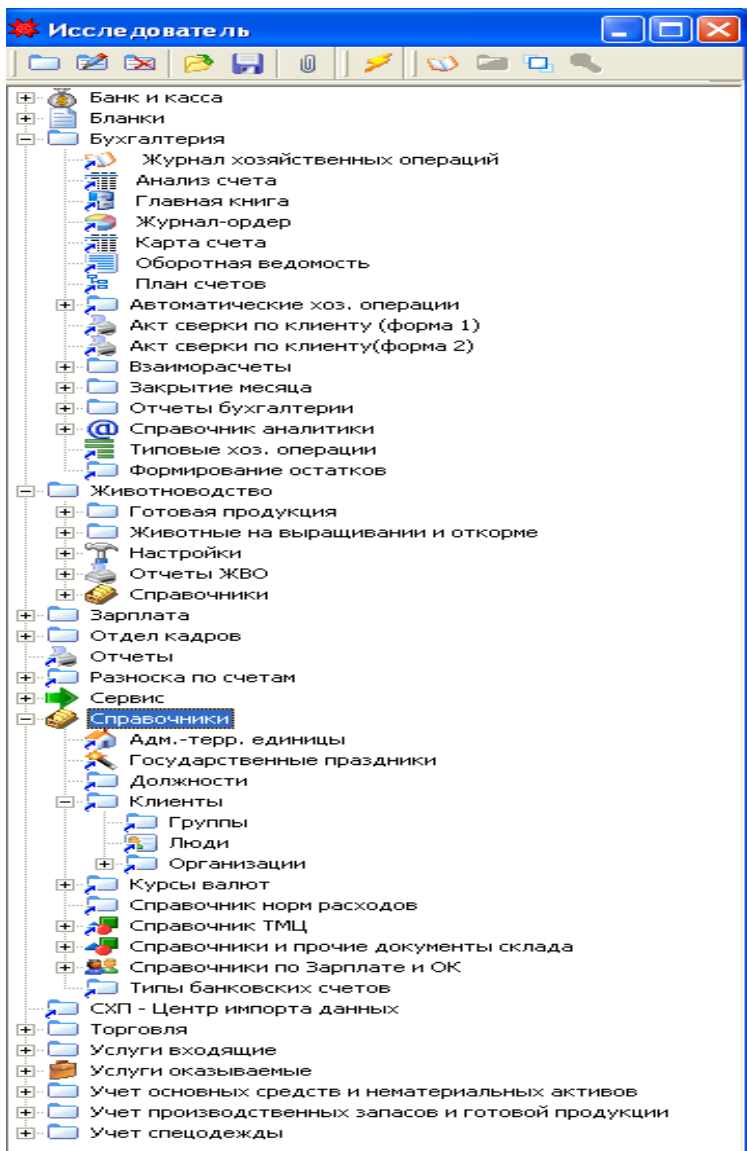 Исследователь
Банк и касса
Бланки
Бухгалтерия
Журнал хозяйственных операций
Анализ счета
Главная книга
Журнал-ордер
Карта счета
Оборотная ведомость
План счетов
Автоматические хоз. операции
Акт сверки по клиенту (форма 1)
Акт сверки по клиенту(форма 2)
Взаиморасчеты
Закрытие месяца
Отчеты бухгалтерии
Справочник аналитики
Типовые хоз. операции
Формирование остатков
Животноводство
Готовая продукция
Животные на выращивании и откорме
Настройки
Отчеты ЖВО
Справочники
Зарплата
Отдел кадров
Отчеты
Разноска по счетам
Сервис
Справочники
Адм.-терр. единицы
Государственные праздники
Должности
Клиенты
Группы
Люди
Организации
Курсы валют
Справочник норм расходов
Справочник ТМЦ
Справочники и прочие документы склада
Справочники по Зарплате и ОК
Типы банковских счетов
СХП - Центр импорта данных
Торговля
Услуги входящие
Услуги оказываемые
Учет основных средств и нематериальных активов
Учет производственных запасов и готовой продукции
Учет спецодежды